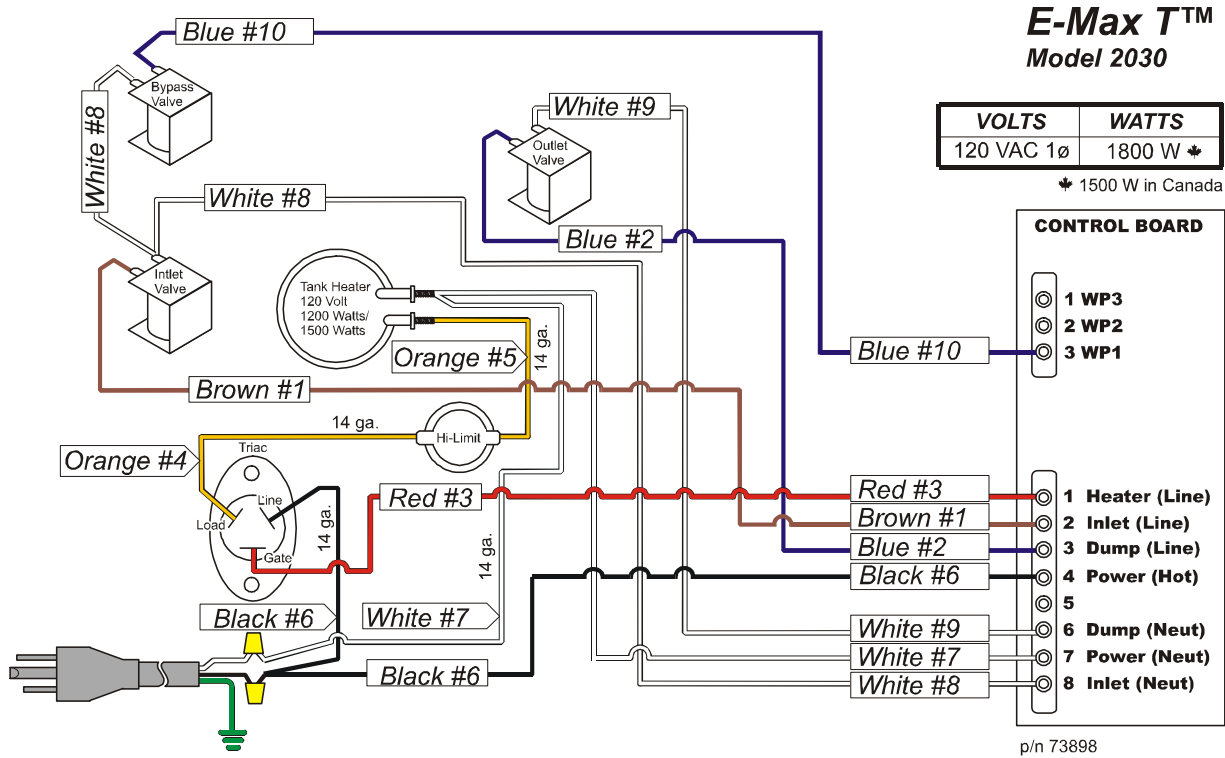 E-Max T™
Model 2030
Blue #10
Bypass
Valve
White #8
White #9
Outlet
Valve
VOLTS WATTS
120 VAC 1ø 1800 W
1500 W in Canada
White #8
Blue #2
CONTROL BOARD
Intlet
Valve
Tank Heater
120 Volt
1200 Watts/
1500 Watts
1 WP3
2 WP2
3 WP1
Blue #10
Orange #5
14 ga.
Brown #1
14 ga.
Hi-Limit
Orange #4
Triac
Line
Load
Gate
14 ga.
Red #3
14 ga.
Red #3
1 Heater (Line)
Brown #1
2 Inlet (Line)
Blue #2
3 Dump (Line)
Black #6
4 Power (Hot)
5
Black #6
White #7
White #9
6 Dump (Neut)
White #7
7 Power (Neut)
Black #6
White #8
8 Inlet (Neut)
p/n 73898